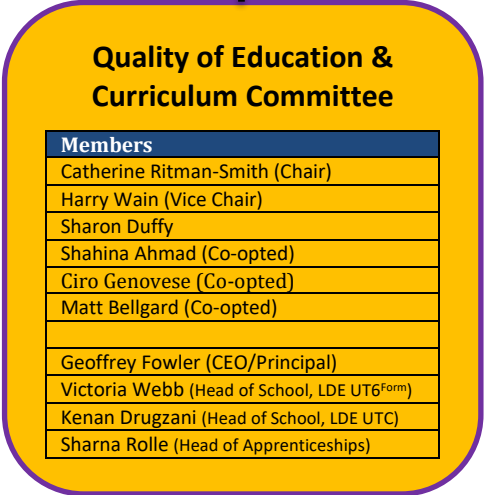 Quality of Education &
Curriculum Committee
Members
Catherine Ritman-Smith (Chair)
Harry Wain (Vice Chair)
Sharon Duffy
Shahina Ahmad (Co-opted)
Ciro Genovese (Co-opted)
Matt Bellgard (Co-opted)
Geoffrey Fowler (CEO/Principal)
Victoria Webb (Head of School, LDE UT6Form)
Kenan Drugzani (Head of School, LDE UTC)
Sharna Rolle (Head of Apprenticeships)